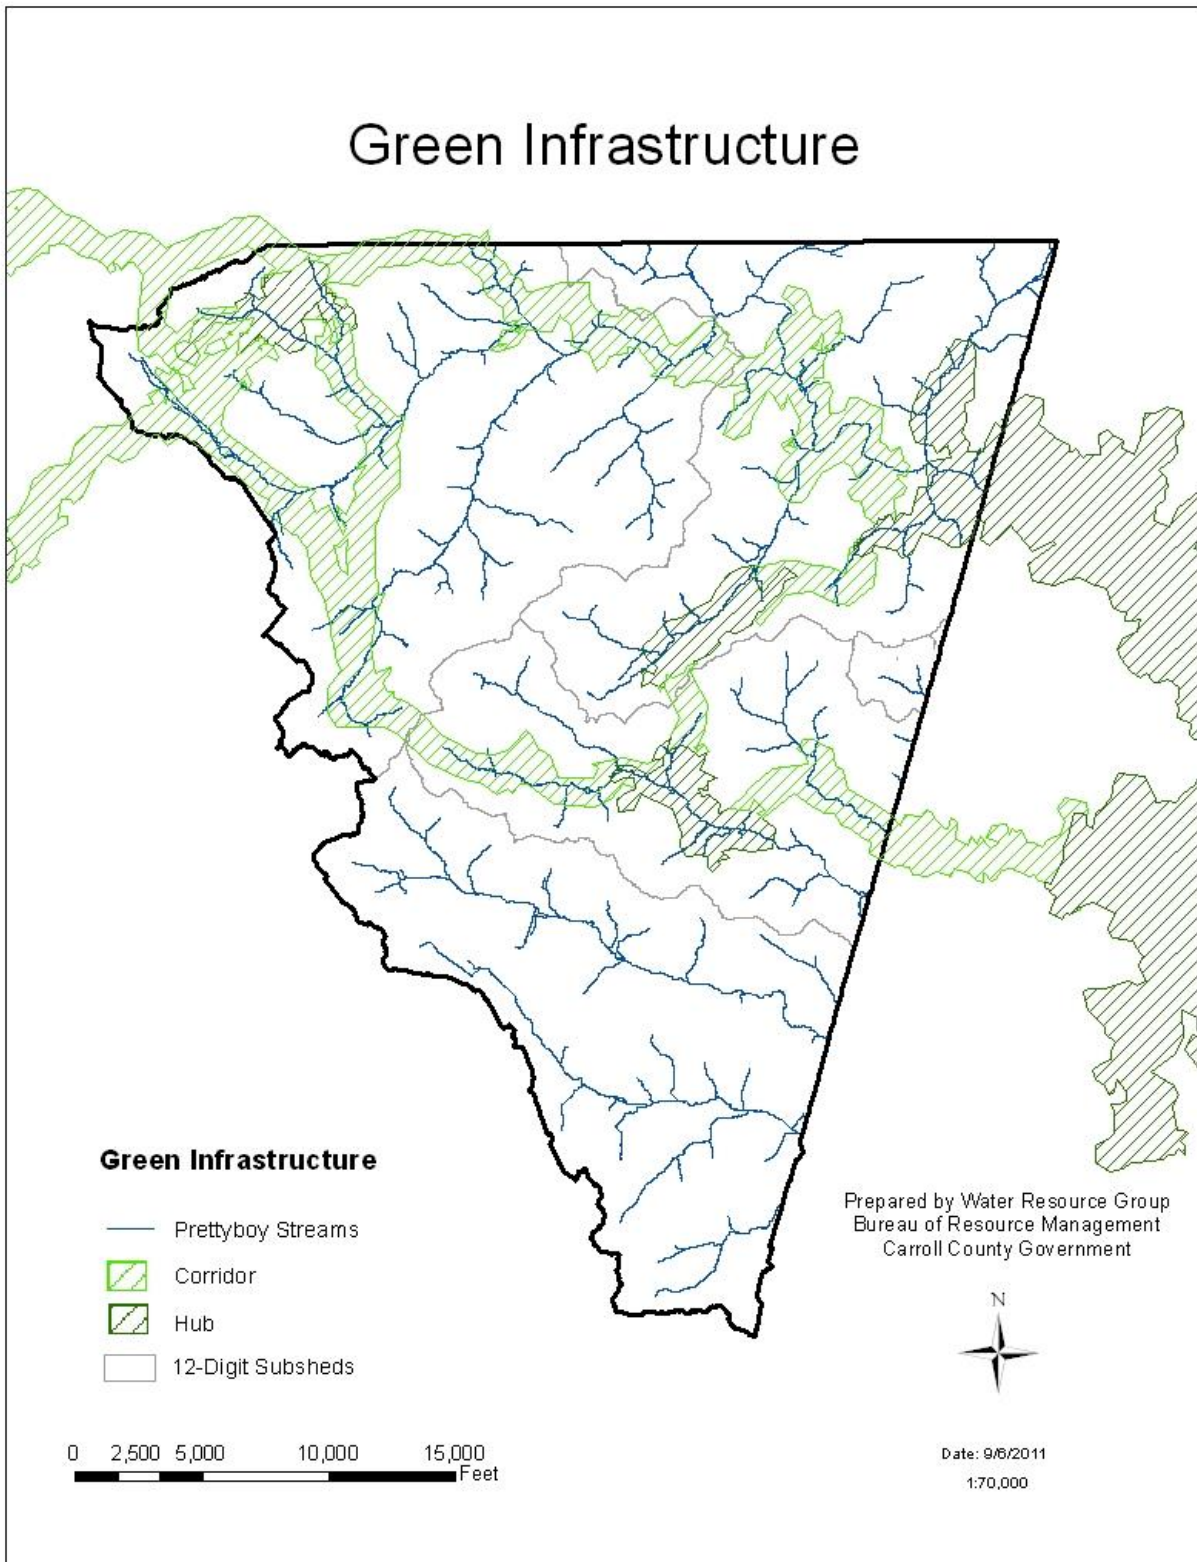 Green Infrastructure
Green Infrastructure
Prettyboy Streams
Corridor
Hub
12-Digit Subsheds
0 2,500 5,000 10,000 15,000
Feet
Prepared by Water Resource Group
Bureau of Resource Management
Carroll County Government
N
Date: 9/6/2011
1:70,000